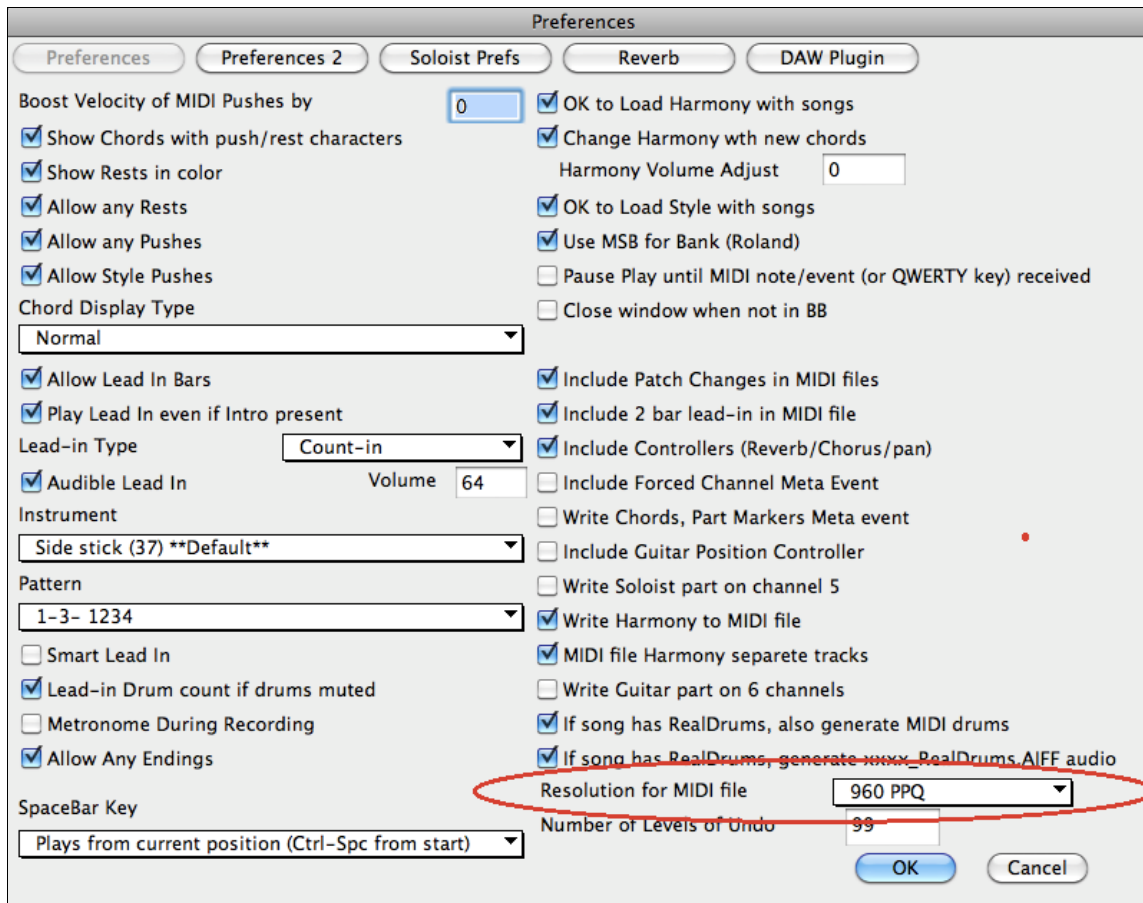 Preferences
Preferences
Preferences 2
Soloist Prefs
Reverb
DAW Plugin
Boost Velocity of MIDI Pushes by 0
Show Chords with push/rest characters
Show Rests in color
Allow any Rests
Allow any Pushes
Allow Style Pushes
Chord Display Type
Normal
Allow Lead In Bars
Play Lead In even if Intro present
Lead-in Type Count-in
Audible Lead In Volume 64
Instrument
Side stick (37) **Default**
Pattern
1-3- 1234
Smart Lead In
Lead-in Drum count if drums muted
Metronome During Recording
Allow Any Endings
SpaceBar Key
Plays from current position (Ctrl-Spc from start)
OK to Load Harmony with songs
Change Harmony wth new chords
Harmony Volume Adjust 0
OK to Load Style with songs
Use MSB for Bank (Roland)
Pause Play until MIDI note/event (or QWERTY key) received
Close window when not in BB
Include Patch Changes in MIDI files
Include 2 bar lead-in in MIDI file
Include Controllers (Reverb/Chorus/pan)
Include Forced Channel Meta Event
Write Chords, Part Markers Meta event
Include Guitar Position Controller
Write Soloist part on channel 5
Write Harmony to MIDI file
MIDI file Harmony separete tracks
Write Guitar part on 6 channels
If song has RealDrums, also generate MIDI drums
If song has RealDrums, generate xxxx_RealDrums.AIFF audio
Resolution for MIDI file 960 PPQ
Number of Levels of Undo 99
OK
Cancel